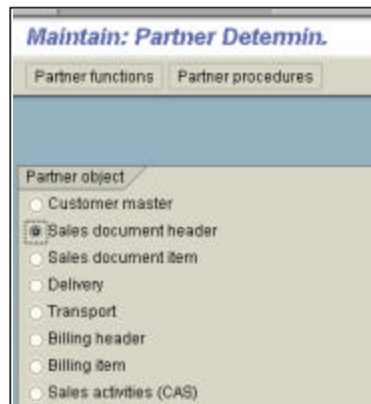 Maintain: Partner Determin.
Partner functions Partner procedures
Partner object
Customer master
Sales document header
Sales document item
Delivery
Transport
Billing header
Billing item
Sales activities (CAS)